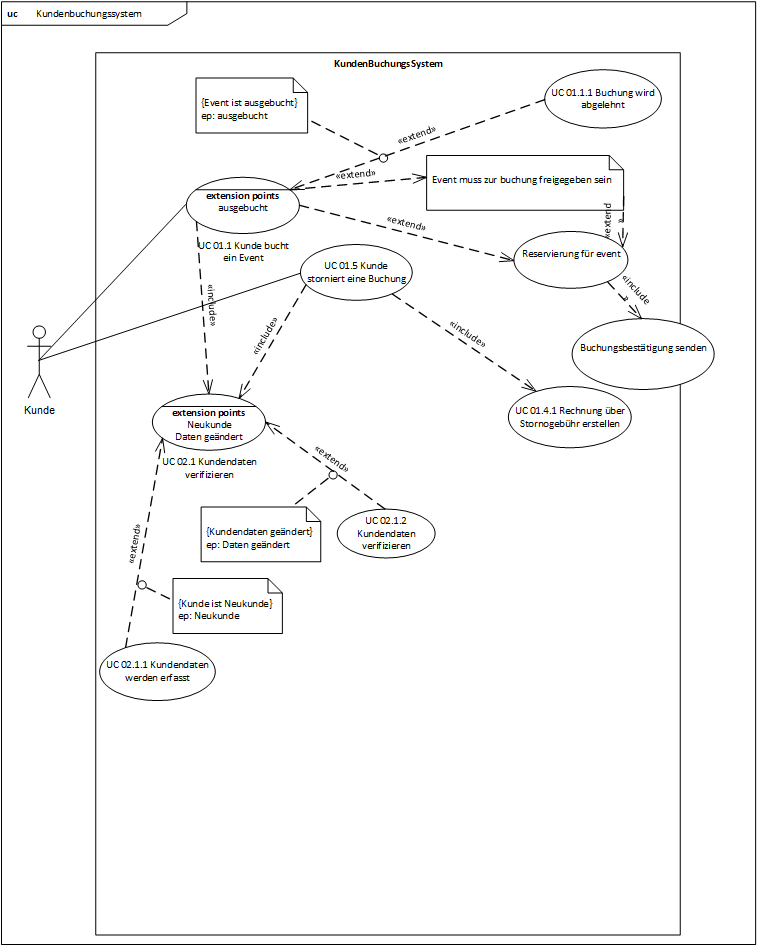 uc Kundenbuchungssystem
KundenBuchungsSystem
{Event ist ausgebucht}
ep: ausgebucht
UC 01.1.1 Buchung wird
abgelehnt
«extend»
«extend»
Event muss zur buchung freigegeben sein
extension points
ausgebucht
UC 01.1 Kunde bucht
ein Event
«extend»
«extend
»
Reservierung für event
UC 01.5 Kunde
storniert eine Buchung
«include»
«include»
«include»
«include
»
Buchungsbestätigung senden
Kunde
extension points
Neukunde
Daten geändert
UC 02.1 Kundendaten
verifizieren
UC 01.4.1 Rechnung über
Stornogebühr erstellen
«extend»
{Kundendaten geändert}
ep: Daten geändert
UC 02.1.2
Kundendaten
verifizieren
«extend»
{Kunde ist Neukunde}
ep: Neukunde
UC 02.1.1 Kundendaten
werden erfasst